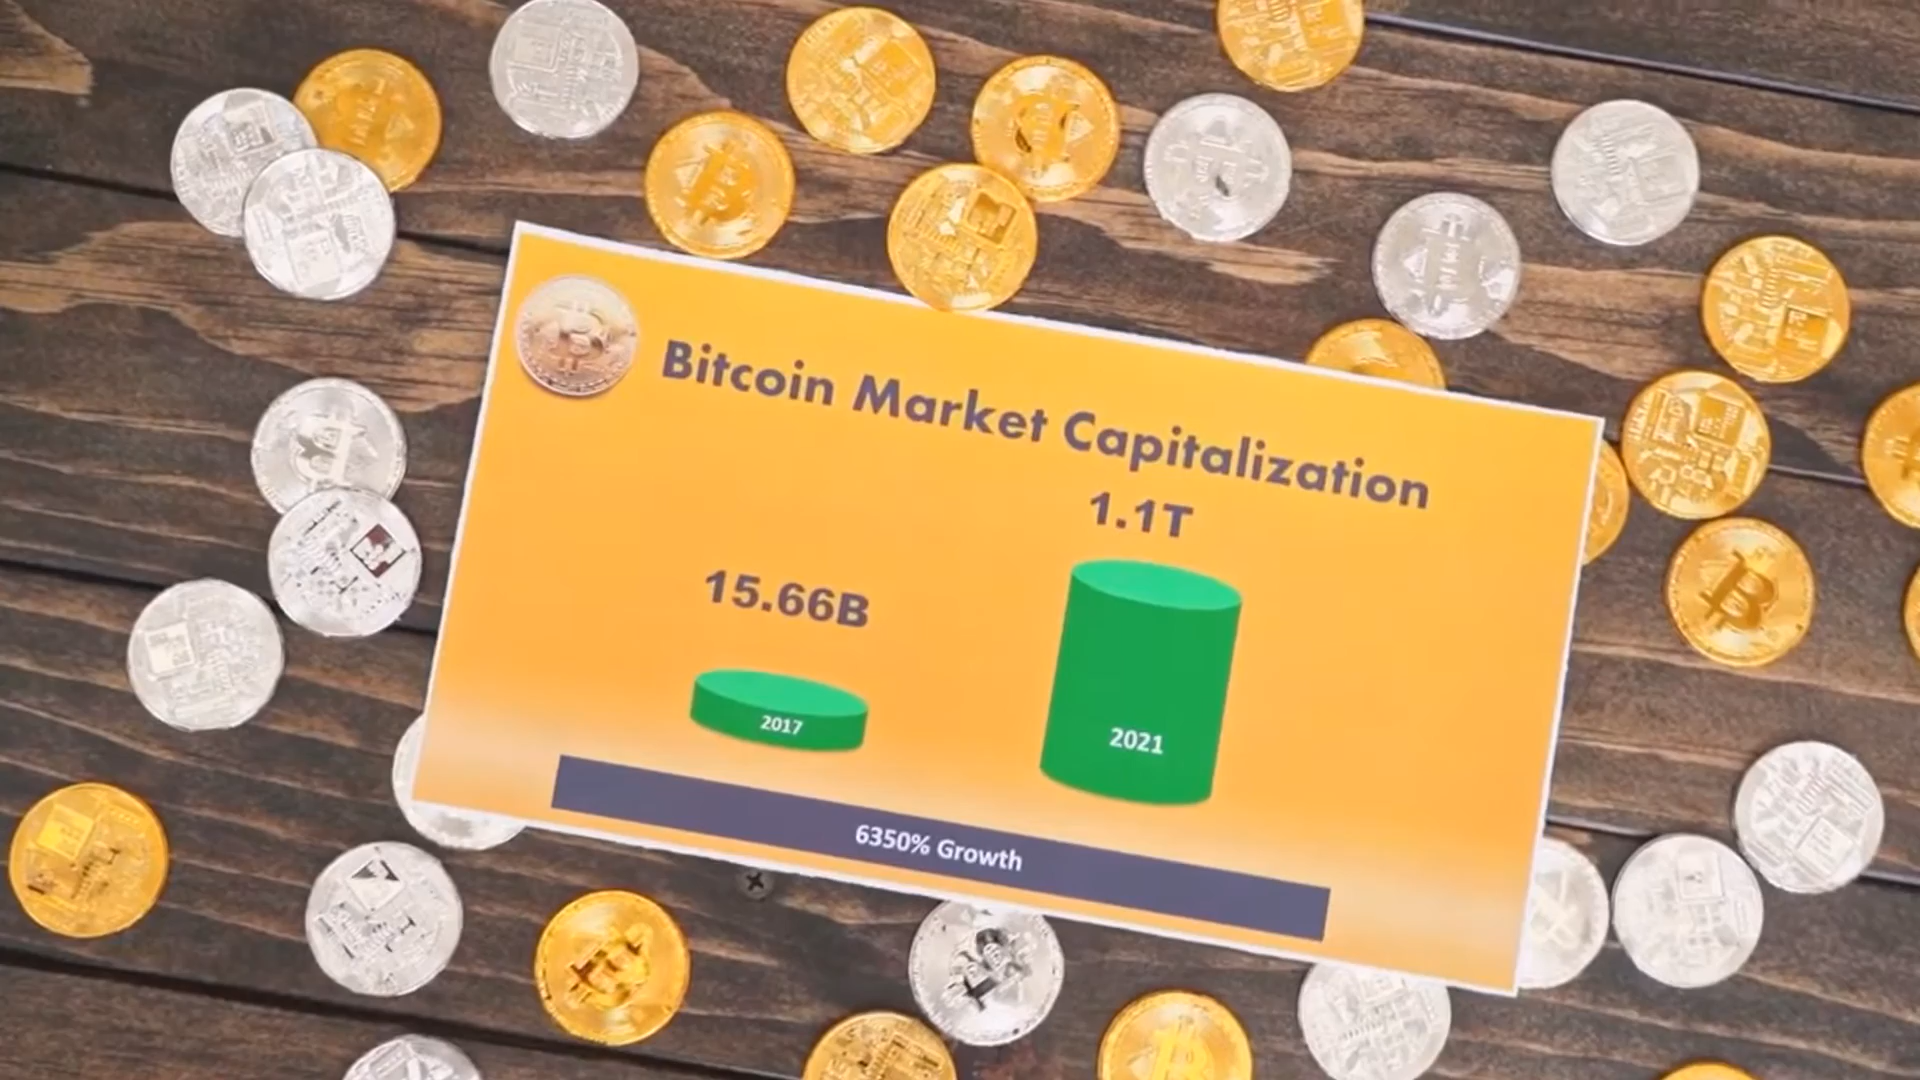 Bitcoin Market Capitalization
1.1T
15.66B
2017
2021
6350% Growth